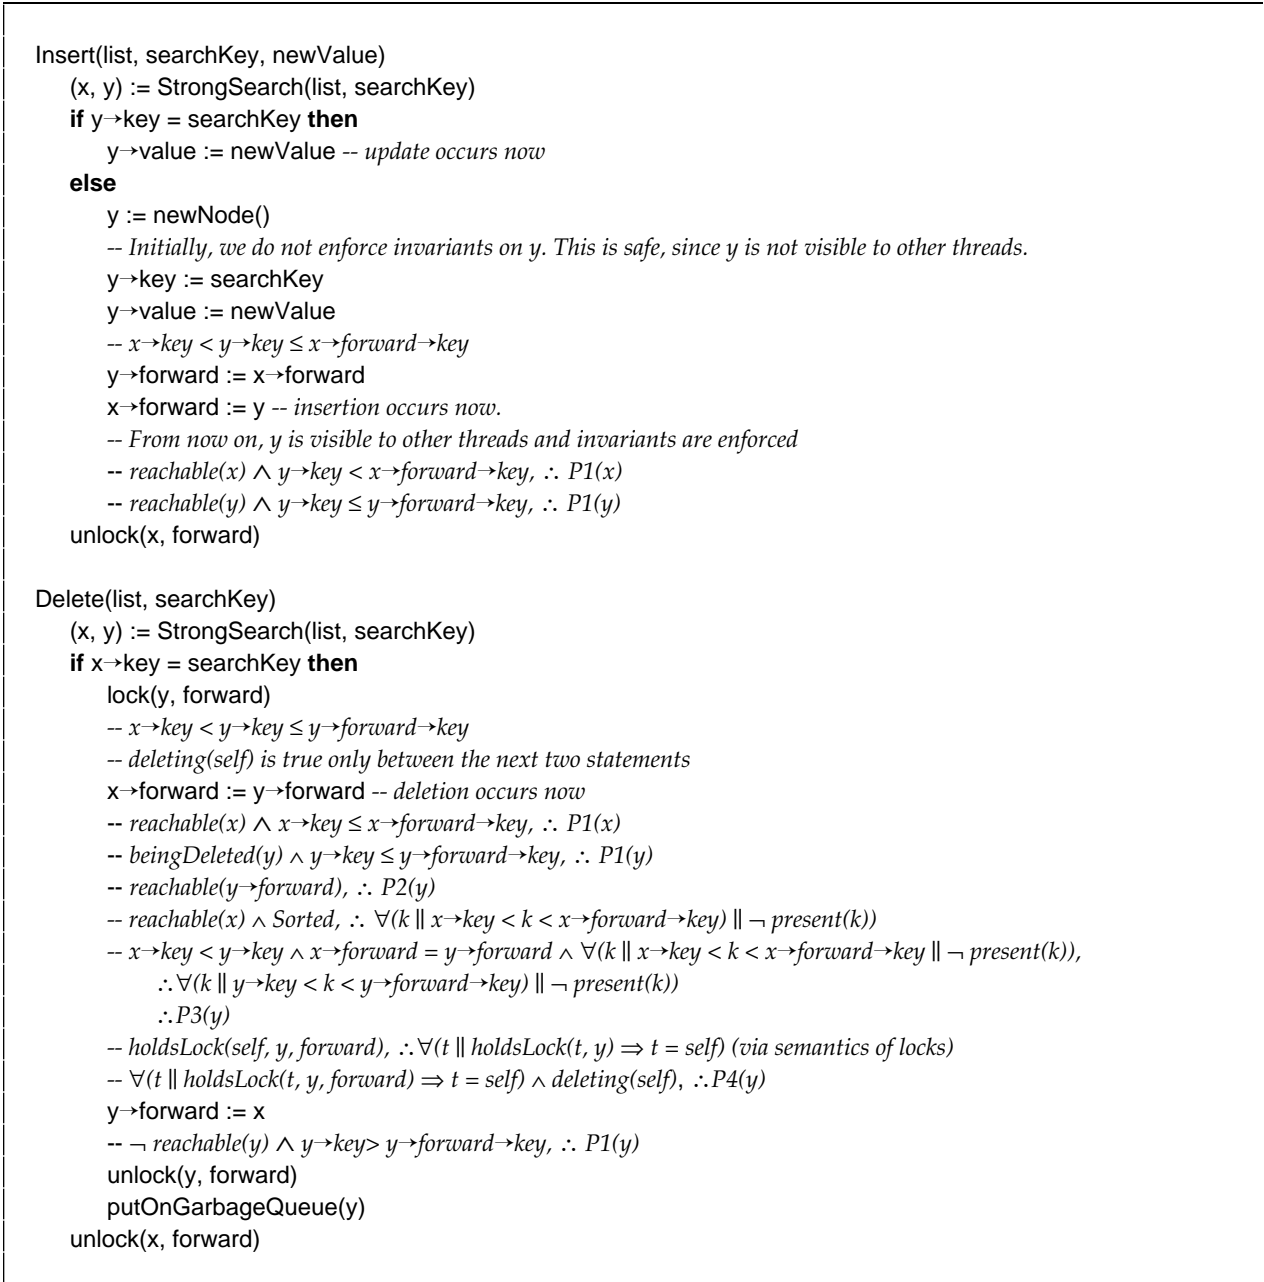 Insert(list, searchKey, newValue)
(x, y) := StrongSearch(list, searchKey)
if y→key = searchKey then
y→value := newValue -- update occurs now
else
y := newNode()
-- Initially, we do not enforce invariants on y. This is safe, since y is not visible to other threads.
y→key := searchKey
y→value := newValue
-- x→key < y→key ≤ x→forward→key
y→forward := x→forward
x→forward := y -- insertion occurs now.
-- From now on, y is visible to other threads and invariants are enforced
-- reachable(x) ∧ y→key < x→forward→key, ∴ P1(x)
-- reachable(y) ∧ y→key ≤ y→forward→key, ∴ P1(y)
unlock(x, forward)
Delete(list, searchKey)
(x, y) := StrongSearch(list, searchKey)
if x→key = searchKey then
lock(y, forward)
-- x→key < y→key ≤ y→forward→key
-- deleting(self) is true only between the next two statements
x→forward := y→forward -- deletion occurs now
-- reachable(x) ∧ x→key ≤ x→forward→key, ∴ P1(x)
-- beingDeleted(y) ∧ y→key ≤ y→forward→key, ∴ P1(y)
-- reachable(y→forward), ∴ P2(y)
-- reachable(x) ∧ Sorted, ∴ ∀(k || x→key < k < x→forward→key) || ¬ present(k))
-- x→key < y→key ∧ x→forward = y→forward ∧ ∀(k || x→key < k < x→forward→key || ¬ present(k)),
∴∀(k || y→key < k < y→forward→key) || ¬ present(k))
∴P3(y)
-- holdsLock(self, y, forward), ∴∀(t || holdsLock(t, y) ⇒ t = self) (via semantics of locks)
-- ∀(t || holdsLock(t, y, forward) ⇒ t = self) ∧ deleting(self), ∴P4(y)
y→forward := x
-- ¬ reachable(y) ∧ y→key> y→forward→key, ∴ P1(y)
unlock(y, forward)
putOnGarbageQueue(y)
unlock(x, forward)